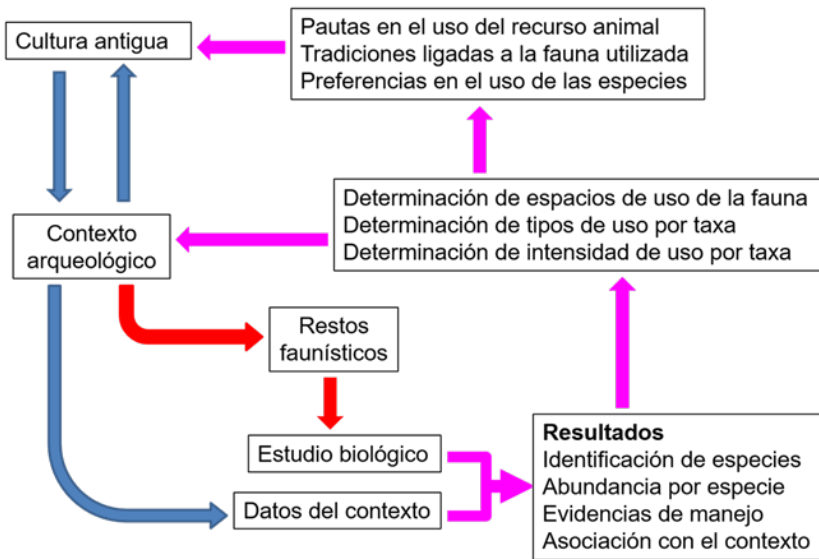 Cultura antigua
Pautas en el uso del recurso animal
Tradiciones ligadas a la fauna utilizada
Preferencias en el uso de las especies
Determinación de espacios de uso de la fauna
Determinación de tipos de uso por taxa
Determinación de intensidad de uso por taxa
Contexto
arqueológico
Restos
faunísticos
Estudio biológico
Datos del contexto
Resultados
Identificación de especies
Abundancia por especie
Evidencias de manejo
Asociación con el contexto